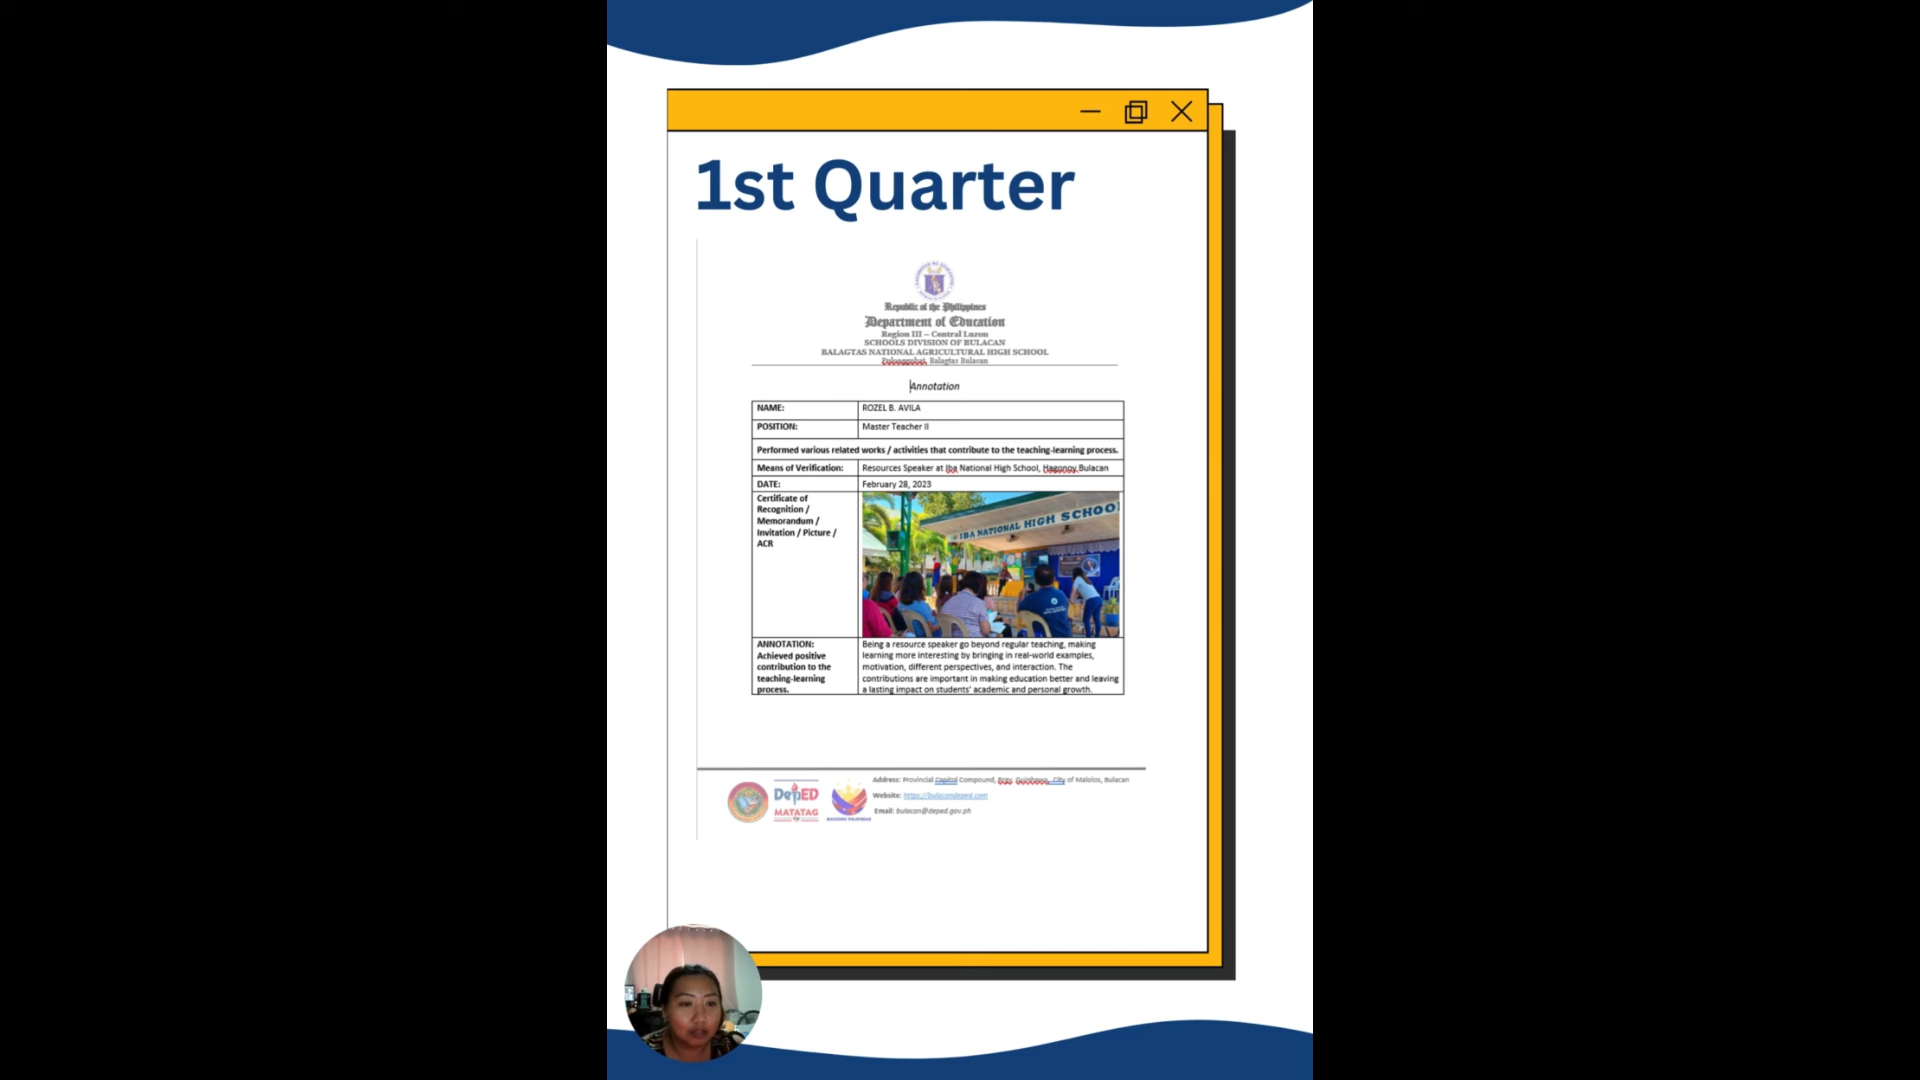 1st Quarter
Republic of the Philippines
Department of Education
Region III – Central Luzon
SCHOOLS DIVISION OF BULACAN
BALAGTAS NATIONAL AGRICULTURAL HIGH SCHOOL
Balagtas Bulacan
Annotation
NAME: ROZEL B. AVILA
POSITION: Master Teacher II
Performed various related works / activities that contribute to the teaching-learning process.
Means of Verification: Resources Speaker at Iba National High School, Hagonoy Bulacan
DATE: February 28, 2023
Certificate of
Recognition /
Memorandum /
Invitation / Picture /
ACR
IBA NATIONAL HIGH SCHOOL
ANNOTATION:
Achieved positive
contribution to the
teaching-learning
process.
Being a resource speaker go beyond regular teaching, making
learning more interesting by bringing in real-world examples,
motivation, different perspectives, and interaction. The
contributions are important in making education better and leaving
a lasting impact on students' academic and personal growth.
DepED
MATATAG
BAGONG PILIPINAS
Address: Provincial Capitol Compound, Brgy. Guinhawa, City of Malolos, Bulacan
Website: https://bulacandeped.com
Email: bulacan@deped.gov.ph